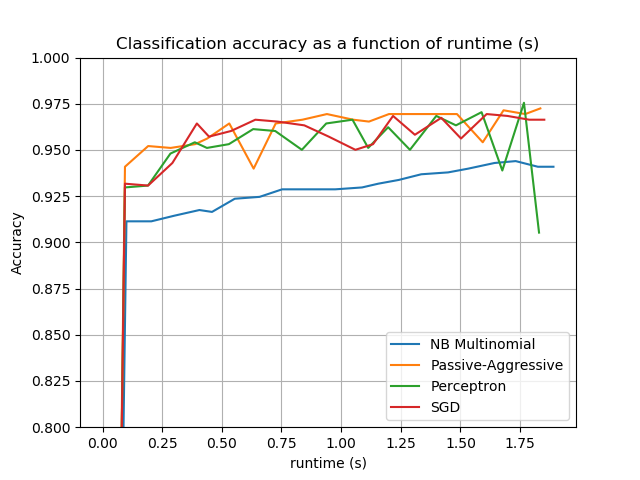 Classification accuracy as a function of runtime (s)
1.000
0.975
0.950
0.925
0.900
0.875
0.850
0.825
0.800
Accuracy
NB Multinomial
Passive-Aggressive
Perceptron
SGD
0.00 0.25 0.50 0.75 1.00 1.25 1.50 1.75
runtime (s)